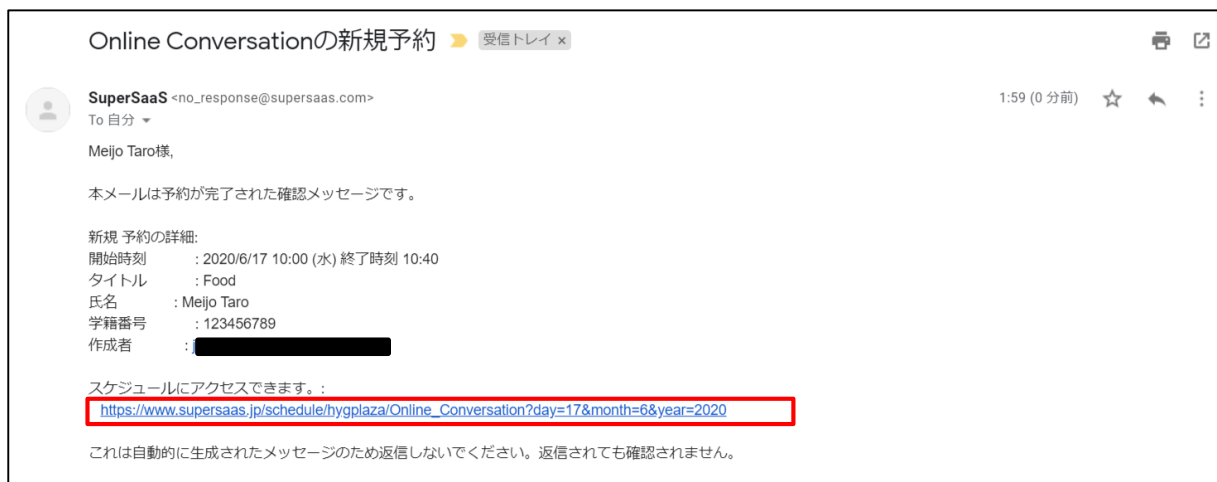 Online Conversationの新規予約 受信トレイ ×
SuperSaaS <no_response@supersaas.com> 1:59 (0 分前)
To 自分
Meijo Taro様,
本メールは予約が完了された確認メッセージです。
新規 予約の詳細:
開始時刻 : 2020/6/17 10:00 (水) 終了時刻 10:40
タイトル : Food
氏名 : Meijo Taro
学籍番号 : 123456789
作成者 :
スケジュールにアクセスできます。:
https://www.supersaas.jp/schedule/hygplaza/Online_Conversation?day=17&month=6&year=2020
これは自動的に生成されたメッセージのため返信しないでください。返信されても確認されません。